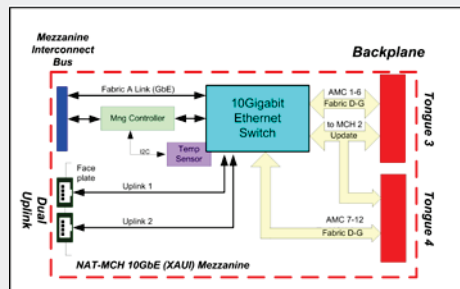 Mezzanine
Interconnect
Bus
Backplane
Fabric A Link (GbE)
Mng Controller
I2C
Temp
Sensor
10Gigabit
Ethernet
Switch
AMC 1-6
Fabric D-G
to MCH 2
Update
Tongue 3
Face
plate
Dual
Uplink
Uplink 1
Uplink 2
AMC 7-12
Fabric D-G
Tongue 4
NAT-MCH 10GbE (XAUI) Mezzanine